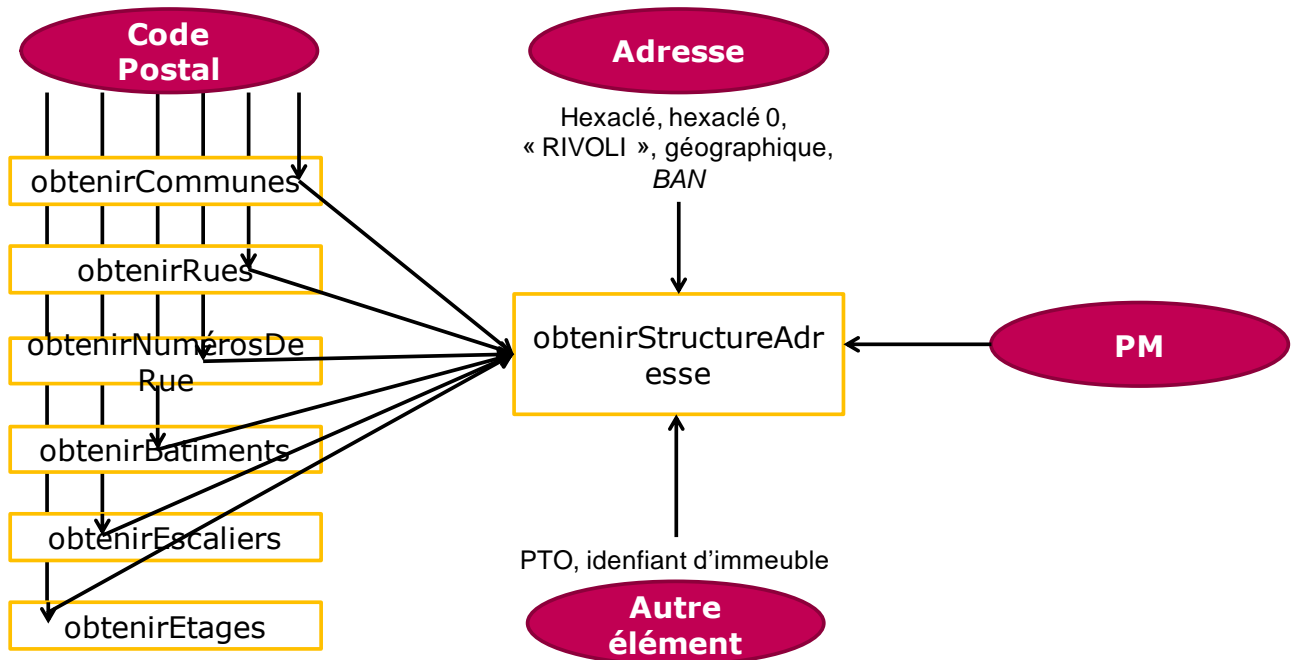 Code
Postal
Adresse
Hexaclé, hexaclé 0,
« RIVOLI », géographique,
BAN
obtenirCommunes
obtenirRues
obtenirNumérosDe
Rue
obtenirBatiments
obtenirEscaliers
obtenirEtages
obtenirStructureAdr
esse
PM
PTO, idenfiant d’immeuble
Autre
élément